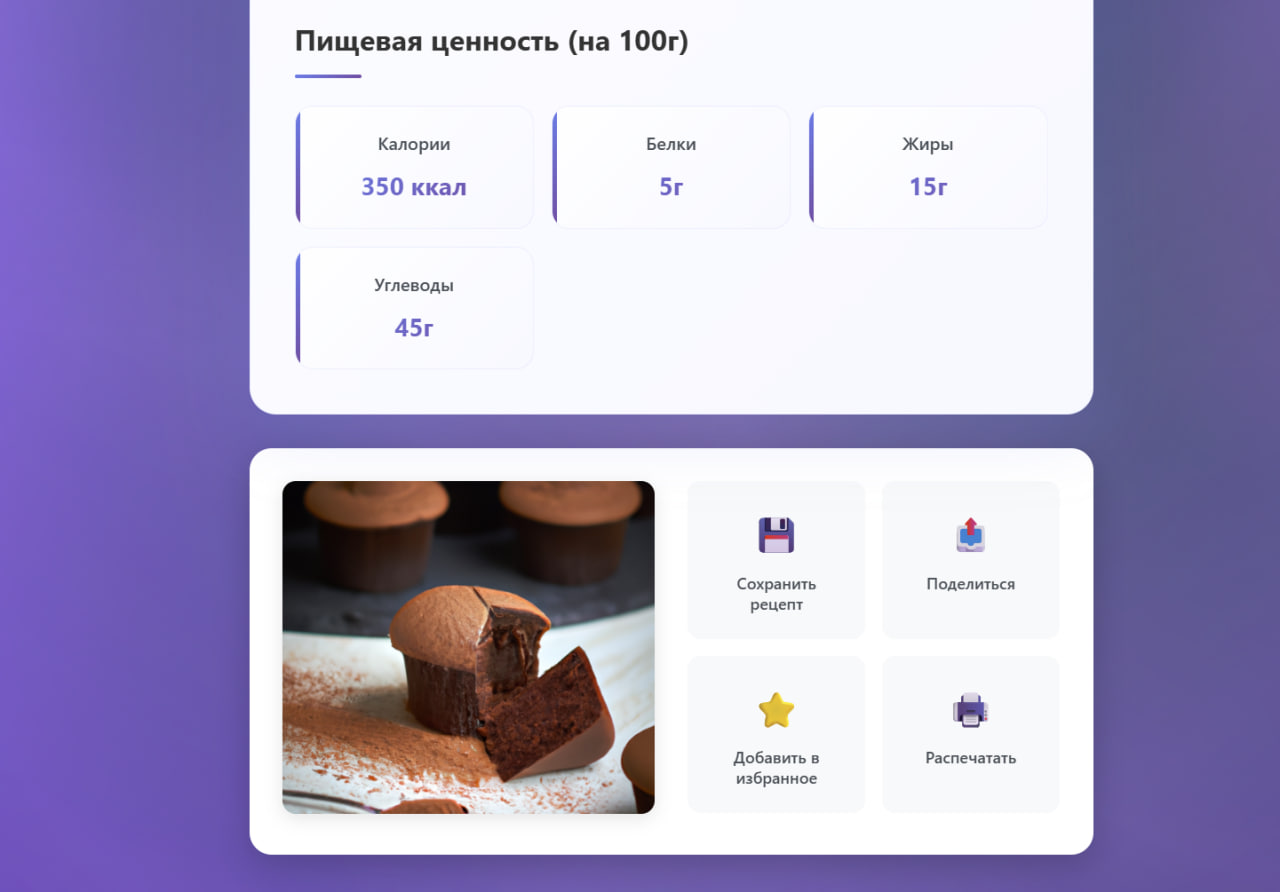 Пищевая ценность (на 100г)
Калории
350 ккал
Белки
5г
Жиры
15г
Углеводы
45г
Сохранить
рецепт
Поделиться
Добавить в
избранное
Распечатать